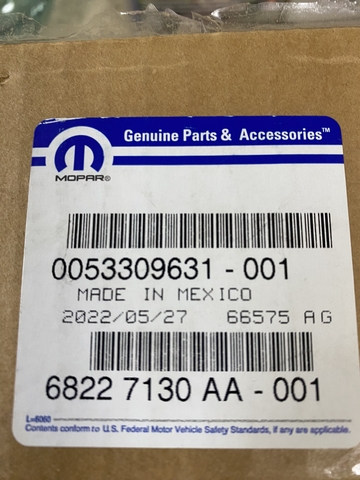 Genuine Parts & Accessories™
MOPAR®
0053309631 - 001
MADE IN MEXICO
2022/05/27 66575 AG
6822 7130 AA - 001
L=6060
Contents conform to U.S. Federal Motor Vehicle Safety Standards, if any are applicable.